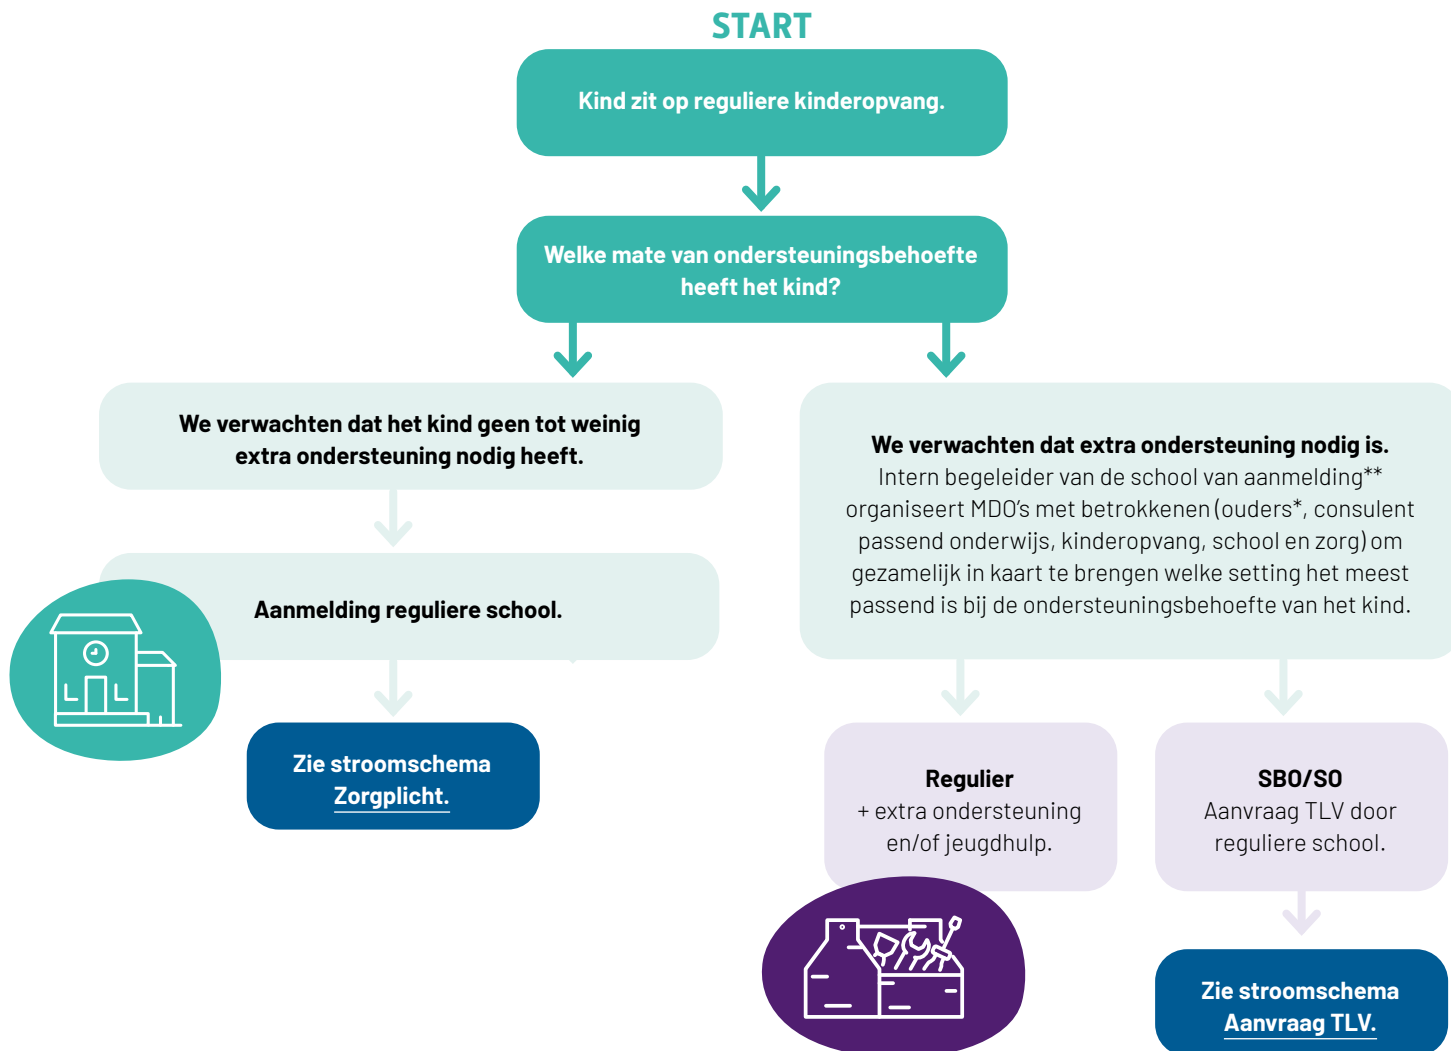 START
Kind zit op reguliere kinderopvang.
Welke mate van ondersteuningsbehoefte
heeft het kind?
We verwachten dat het kind geen tot weinig
extra ondersteuning nodig heeft.
Aanmelding reguliere school.
Zie stroomschema
Zorgplicht.
We verwachten dat extra ondersteuning nodig is.
Intern begeleider van de school van aanmelding**
organiseert MDO’s met betrokkenen (ouders*, consulent
passend onderwijs, kinderopvang, school en zorg) om
gezamelijk in kaart te brengen welke setting het meest
passend is bij de ondersteuningsbehoefte van het kind.
Regulier
+ extra ondersteuning
en/of jeugdhulp.
SBO/SO
Aanvraag TLV door
reguliere school.
Zie stroomschema
Aanvraag TLV.